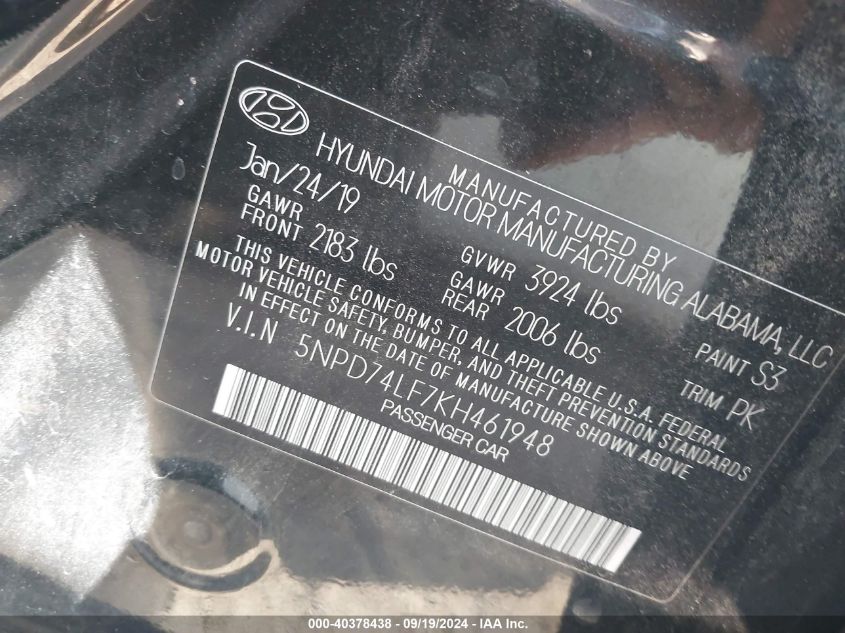 MANUFACTURED BY
HYUNDAI MOTOR MANUFACTURING ALABAMA, LLC
Jan/24/19 GVWR 3924 lbs PAINT S3
GAWR FRONT 2183 lbs GAWR REAR 2006 lbs TRIM PK
THIS VEHICLE CONFORMS TO ALL APPLICABLE U.S.A. FEDERAL
MOTOR VEHICLE SAFETY, BUMPER, AND THEFT PREVENTION STANDARDS
IN EFFECT ON THE DATE OF MANUFACTURE SHOWN ABOVE
V.I.N 5NPD74LF7KH461948
PASSENGER CAR
000-40378438 - 09/19/2024 - IAA Inc.